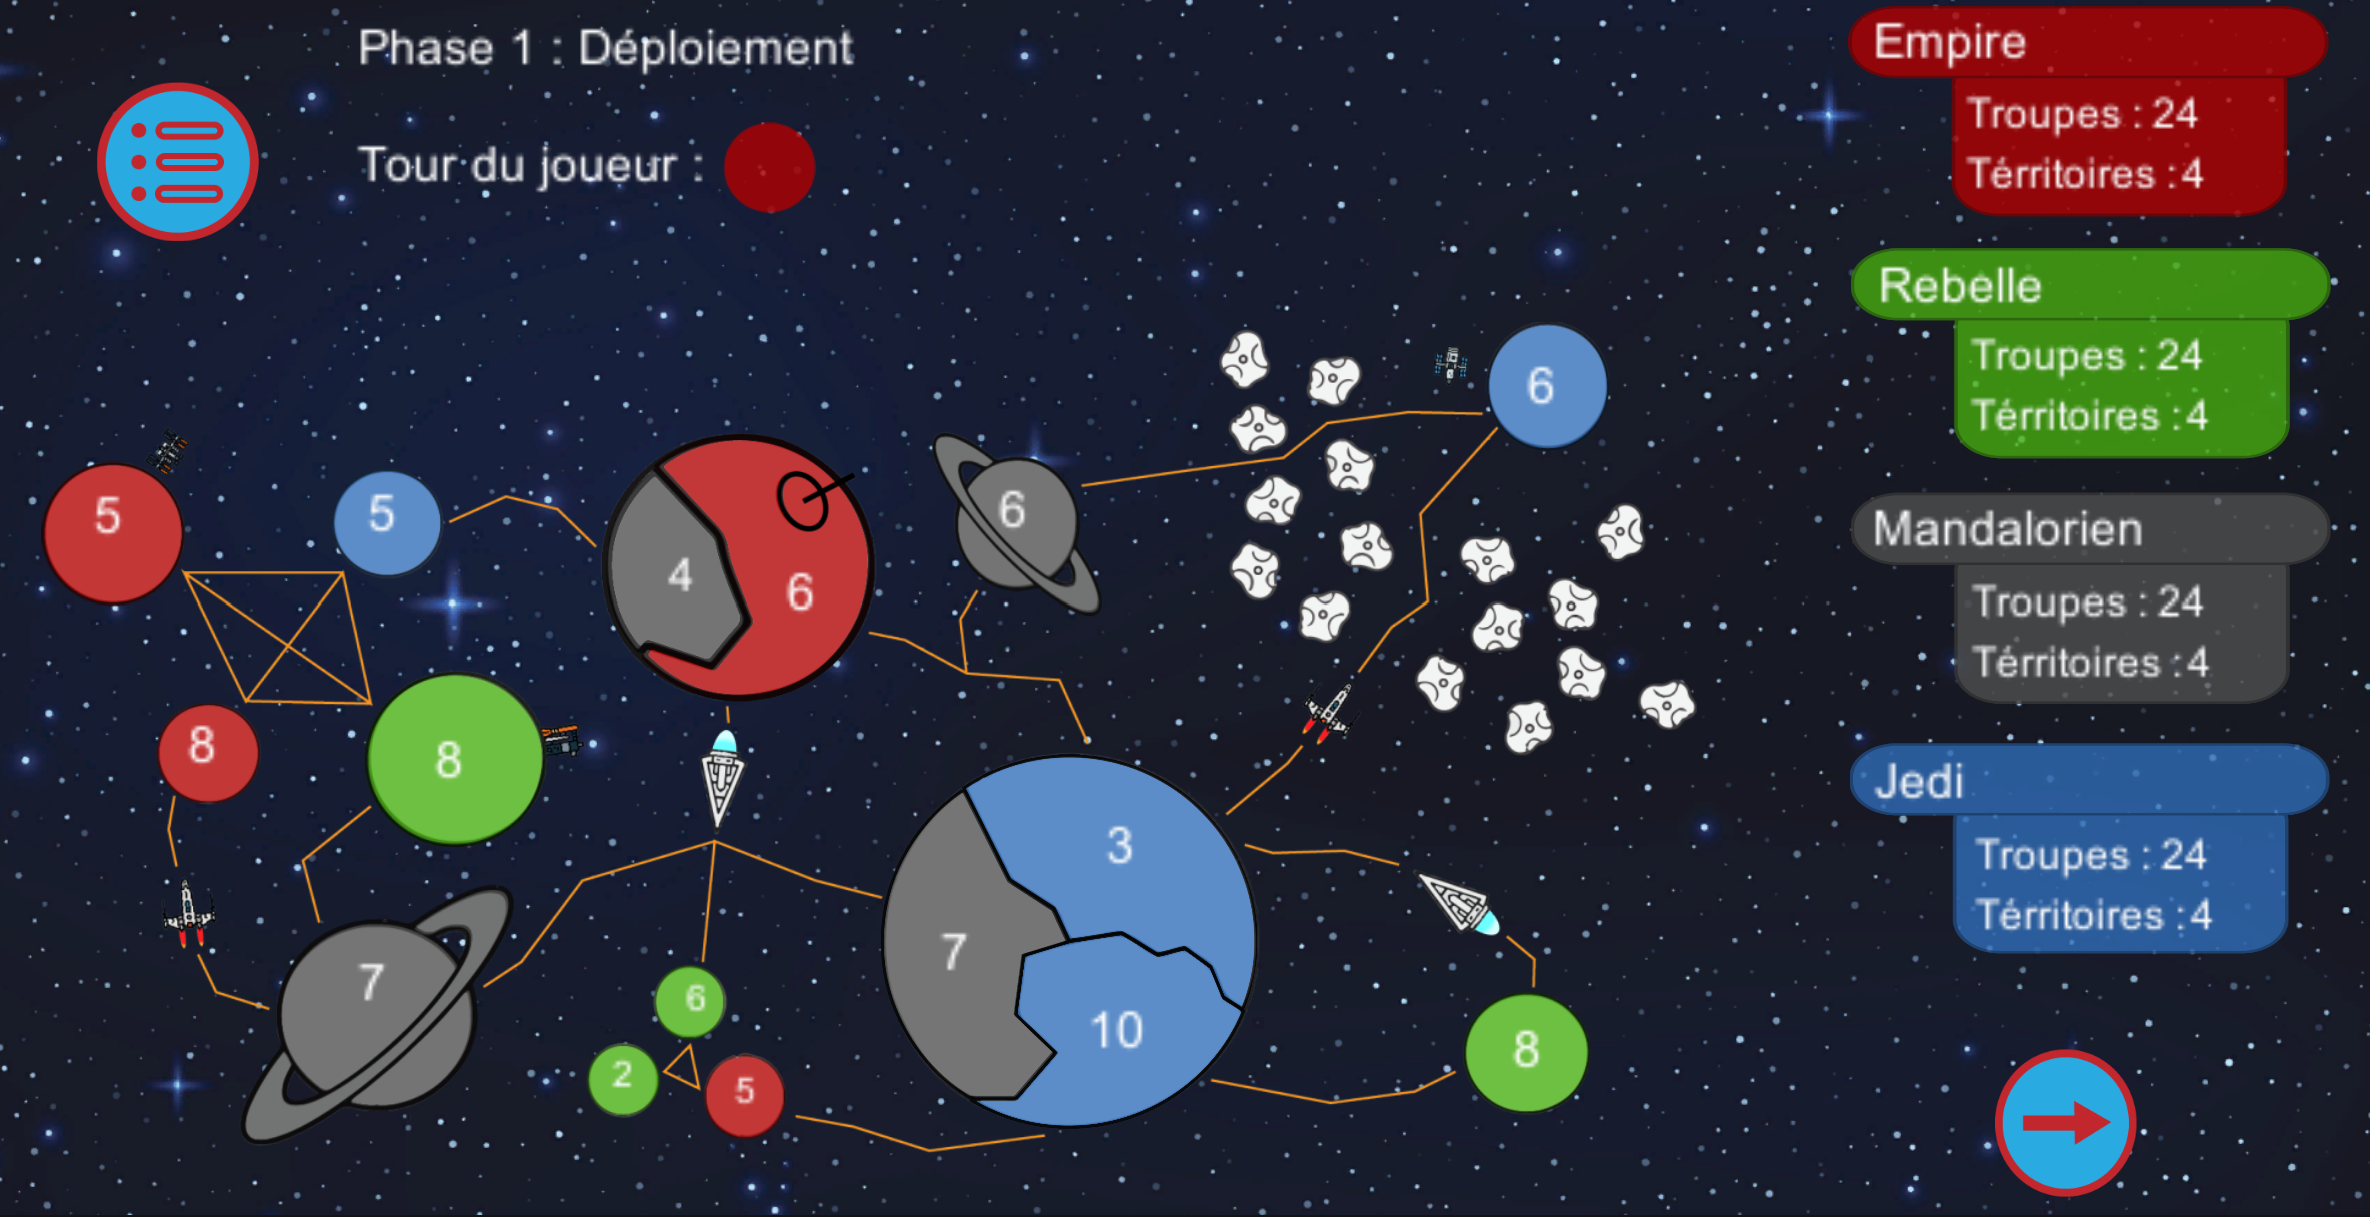 Phase 1 : Déploiement
Tour du joueur :
Empire
Troupes : 24
Térritoires : 4
Rebelle
Troupes : 24
Térritoires : 4
Mandalorien
Troupes : 24
Térritoires : 4
Jedi
Troupes : 24
Térritoires : 4
6
5
5
4
6
6
8
8
3
7
7
10
6
2
5
8